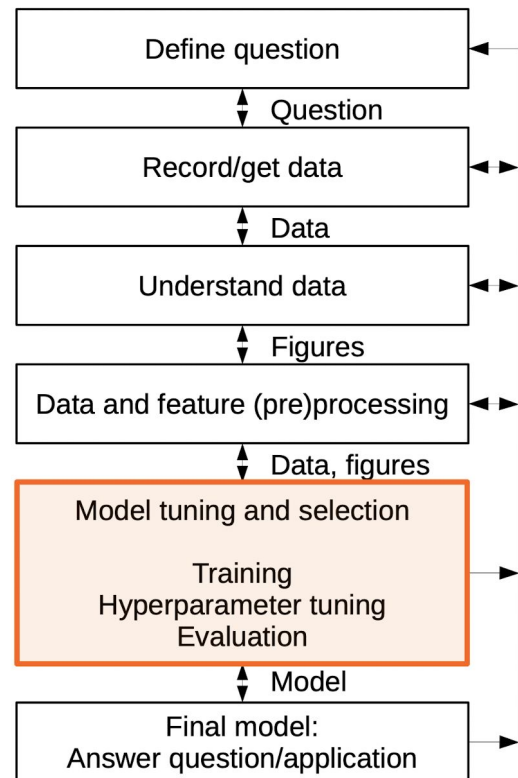 Define question
Question
Record/get data
Data
Understand data
Figures
Data and feature (pre)processing
Data, figures
Model tuning and selection
Training
Hyperparameter tuning
Evaluation
Model
Final model:
Answer question/application